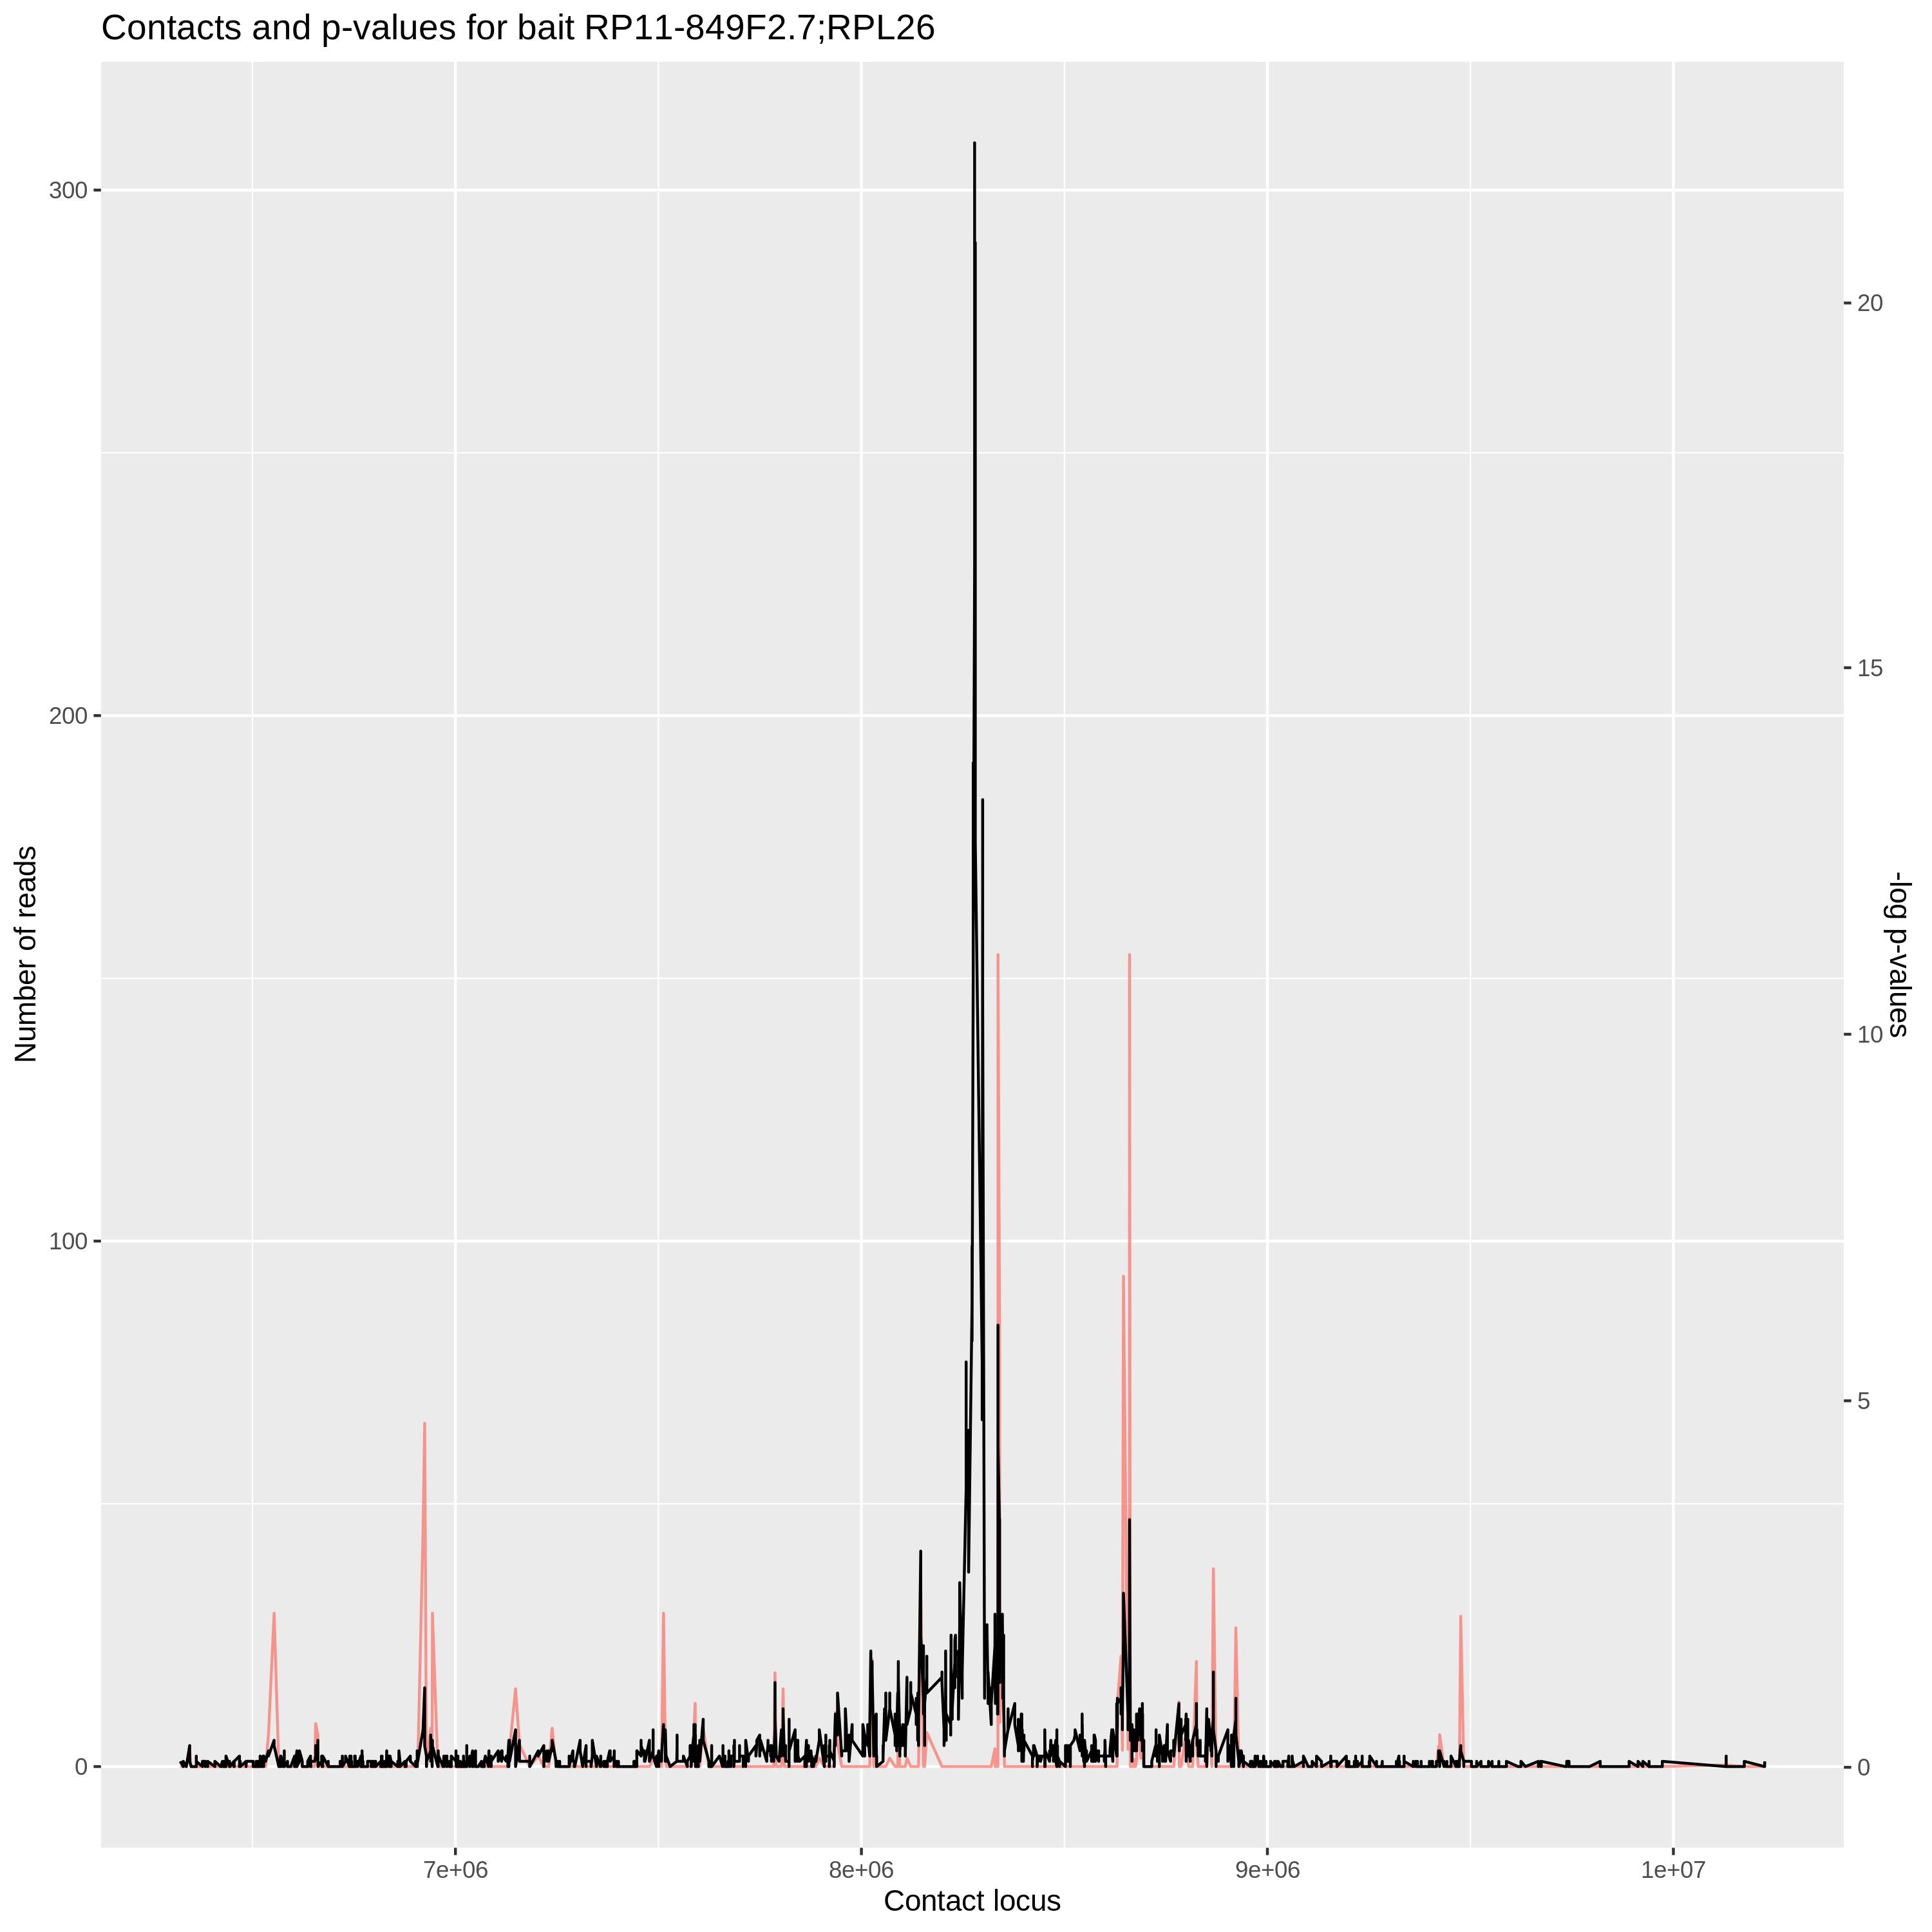 Contacts and p-values for bait RP11-849F2.7;RPL26
300
200
100
0
Number of reads
20
15
10
5
0
-log p-values
7e+06
8e+06
9e+06
1e+07
Contact locus